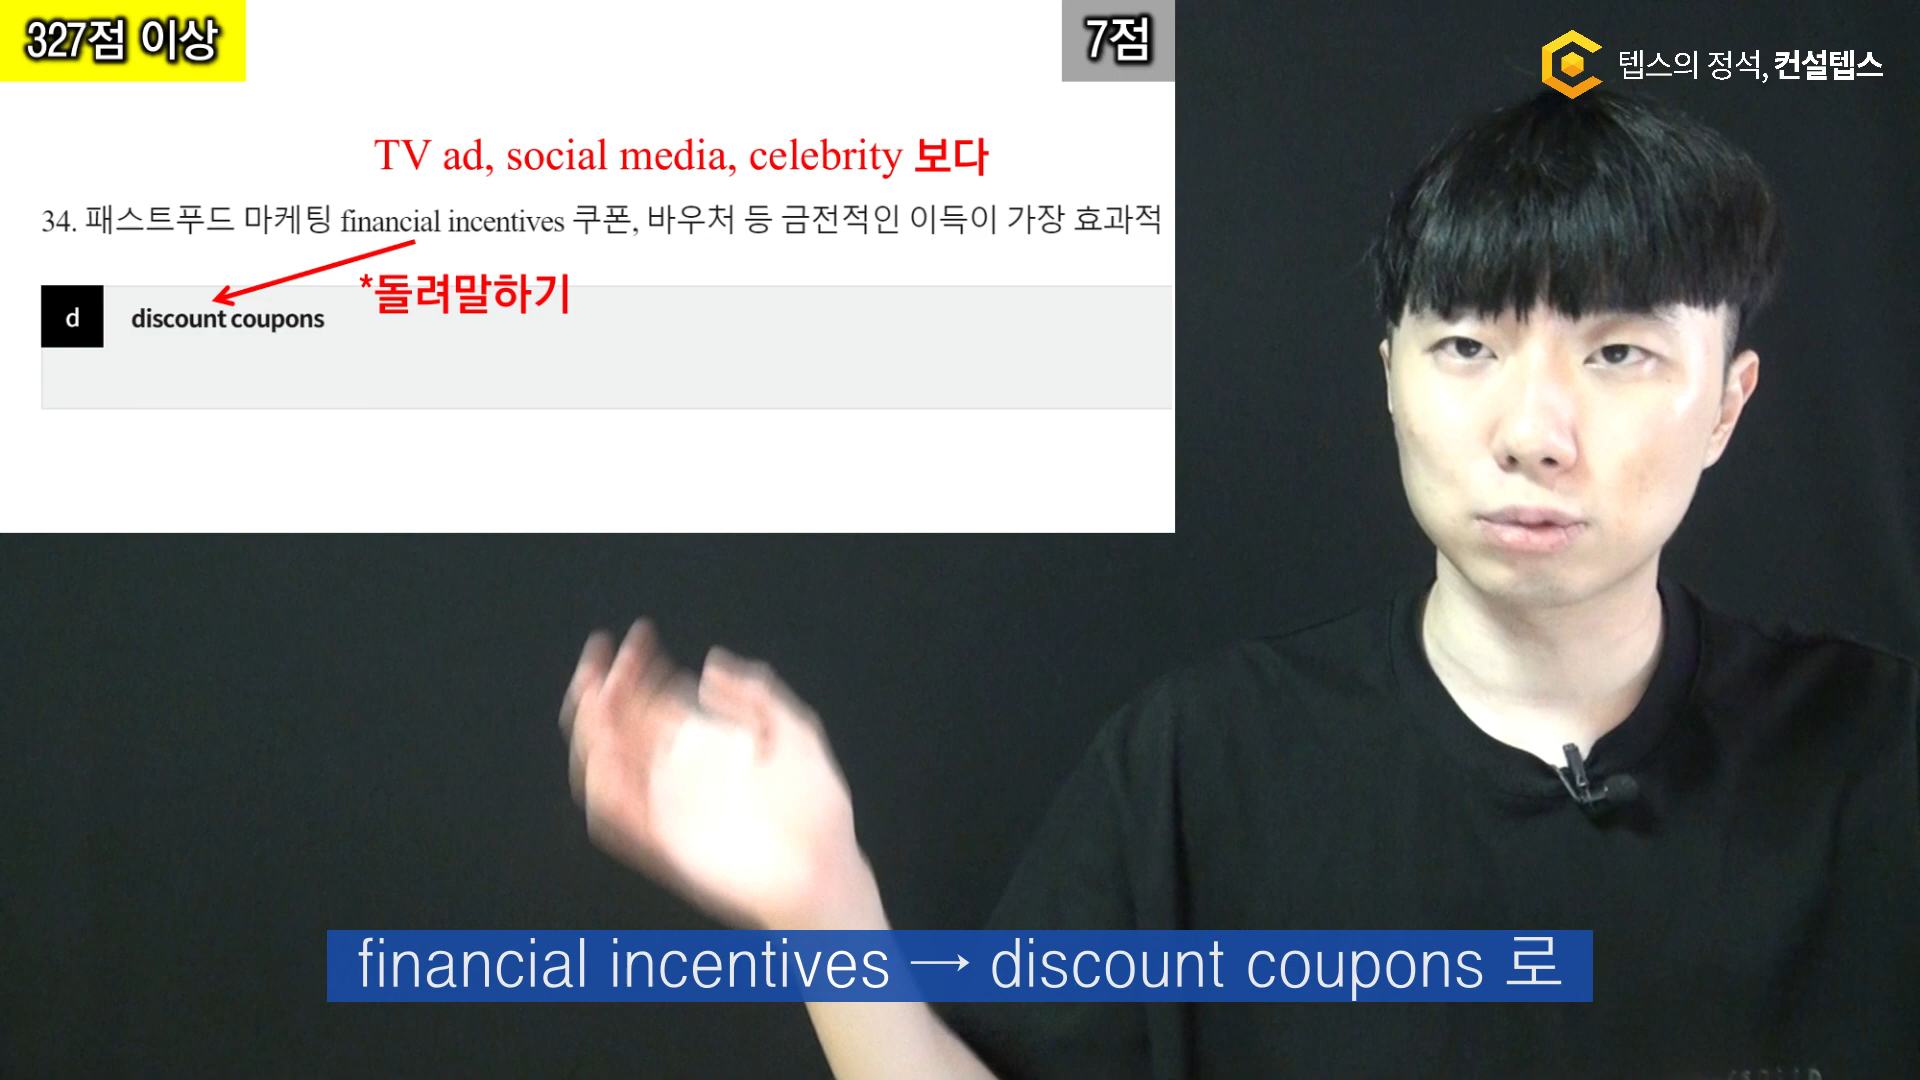 327점 이상
7점
텝스의 정석, 컨설텝스
TV ad, social media, celebrity 보다
34. 패스트푸드 마케팅 financial incentives 쿠폰, 바우처 등 금전적인 이득이 가장 효과적
*돌려말하기
d discount coupons
financial incentives → discount coupons 로